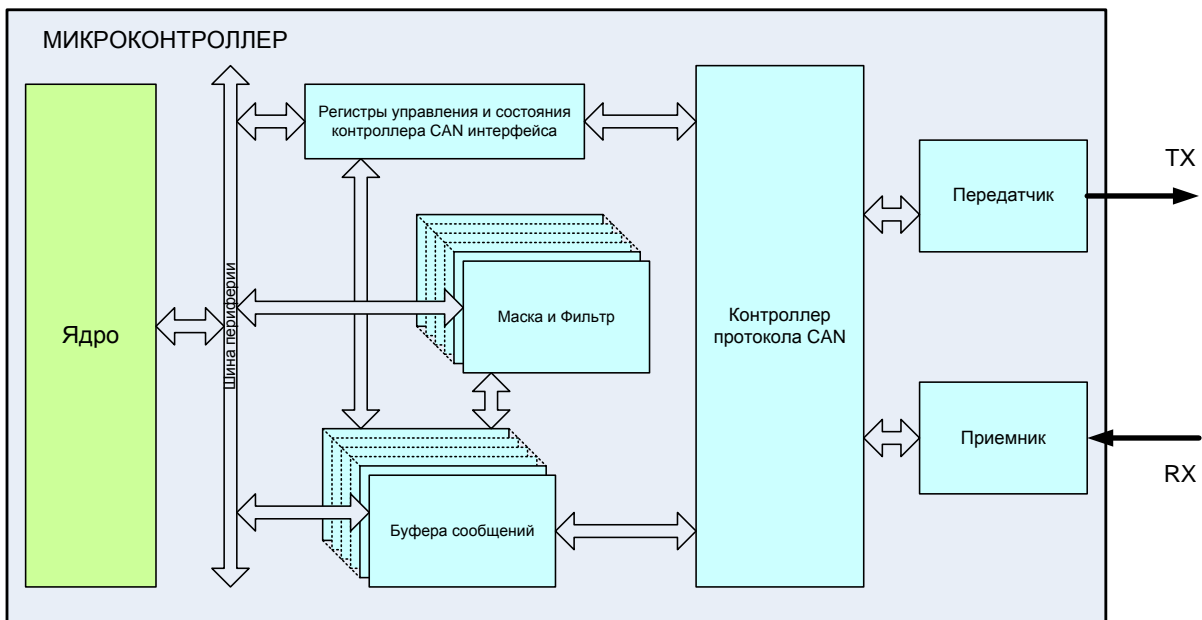 МИКРОКОНТРОЛЛЕР
Ядро
Шина периферии
Регистры управления и состояния
контроллера CAN интерфейса
Маска и Фильтр
Буфера сообщений
Контроллер
протокола CAN
Передатчик
TX
Приемник
RX